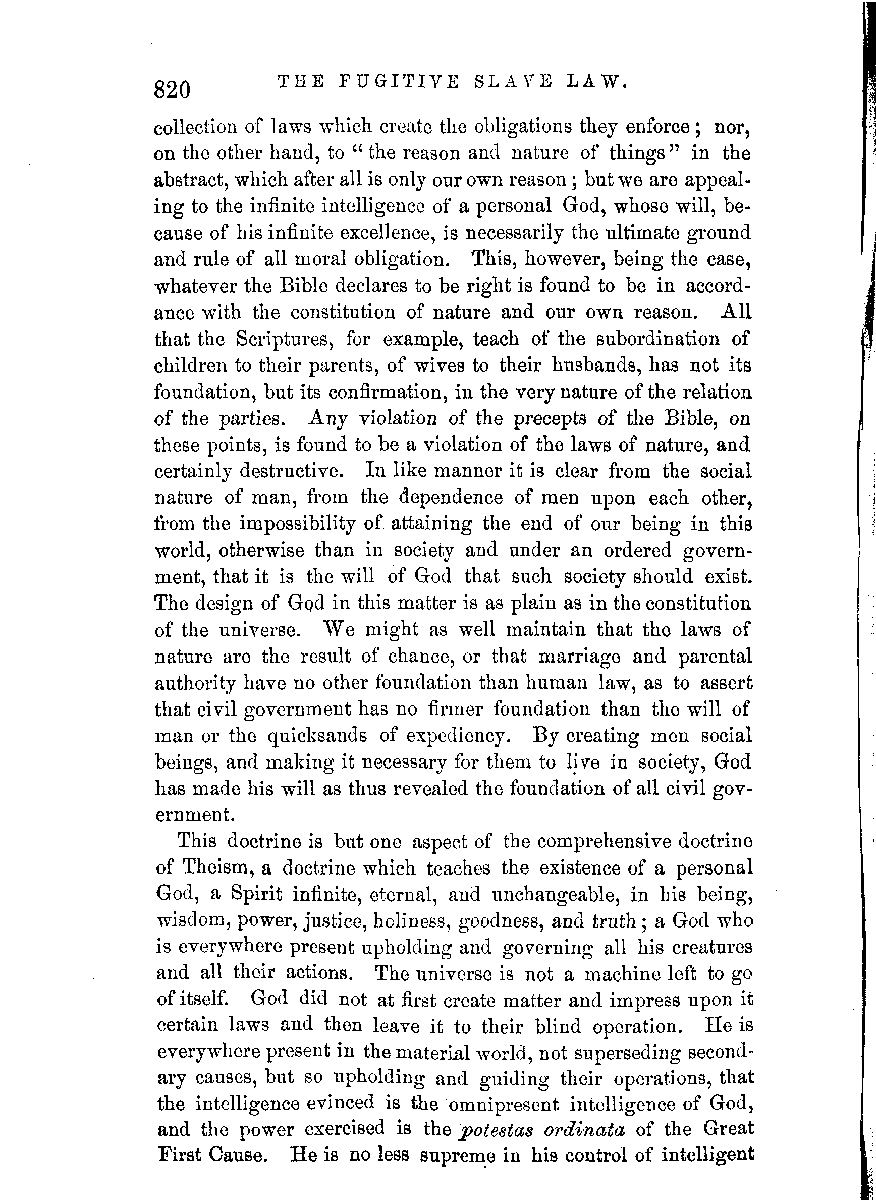 820 THE FUGITIVE SLAVE LAW.
collection of laws which create the obligations they enforce; nor,
on the other hand, to “the reason and nature of things” in the
abstract, which after all is only our own reason; but we are appeal-
ing to the infinite intelligence of a personal God, whose will, be-
cause of his infinite excellence, is necessarily the ultimate ground
and rule of all moral obligation. This, however, being the case,
whatever the Bible declares to be right is found to be in accord-
ance with the constitution of nature and our own reason. All
that the Scriptures, for example, teach of the subordination of
children to their parents, of wives to their husbands, has not its
foundation, but its confirmation, in the very nature of the relation
of the parties. Any violation of the precepts of the Bible, on
these points, is found to be a violation of the laws of nature, and
certainly destructive. In like manner it is clear from the social
nature of man, from the dependence of men upon each other,
from the impossibility of attaining the end of our being in this
world, otherwise than in society and under an ordered govern-
ment, that it is the will of God that such society should exist.
The design of God in this matter is as plain as in the constitution
of the universe. We might as well maintain that the laws of
nature are the result of chance, or that marriage and parental
authority have no other foundation than human law, as to assert
that civil government has no firmer foundation than the will of
man or the quicksands of expediency. By creating men social
beings, and making it necessary for them to live in society, God
has made his will as thus revealed the foundation of all civil gov-
ernment.
This doctrine is but one aspect of the comprehensive doctrine
of Theism, a doctrine which teaches the existence of a personal
God, a Spirit infinite, eternal, and unchangeable, in his being,
wisdom, power, justice, holiness, goodness, and truth; a God who
is everywhere present upholding and governing all his creatures
and all their actions. The universe is not a machine left to go
of itself. God did not at first create matter and impress upon it
certain laws and then leave it to their blind operation. He is
everywhere present in the material world, not superseding second-
ary causes, but so upholding and guiding their operations, that
the intelligence evinced is the omnipresent intelligence of God,
and the power exercised is the potestas ordinata of the Great
First Cause. He is no less supreme in his control of intelligent